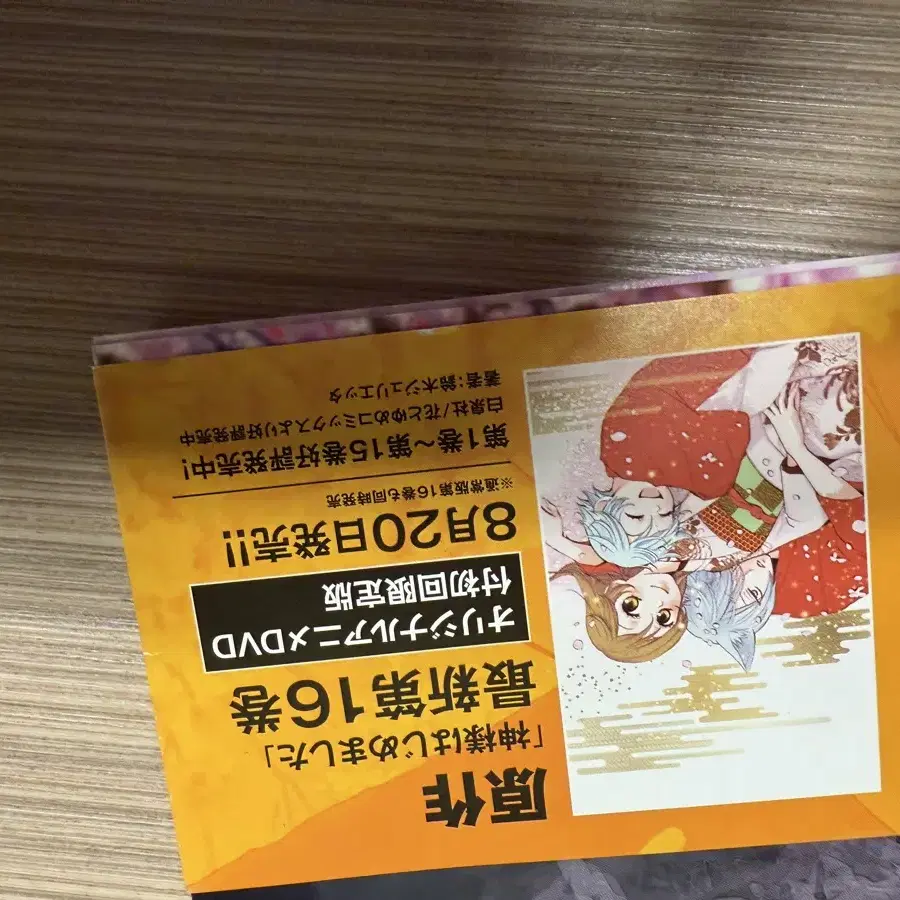 原作
「神様はじめました」
最新第16巻
オリジナルアニメDVD
付初回限定版
8月20日発売!!
※通常版第16巻も同時発売
第1巻～第15巻好評発売中!
白泉社/花とゆめコミックスより好評発売中
著者:鈴木ジュリエッタ